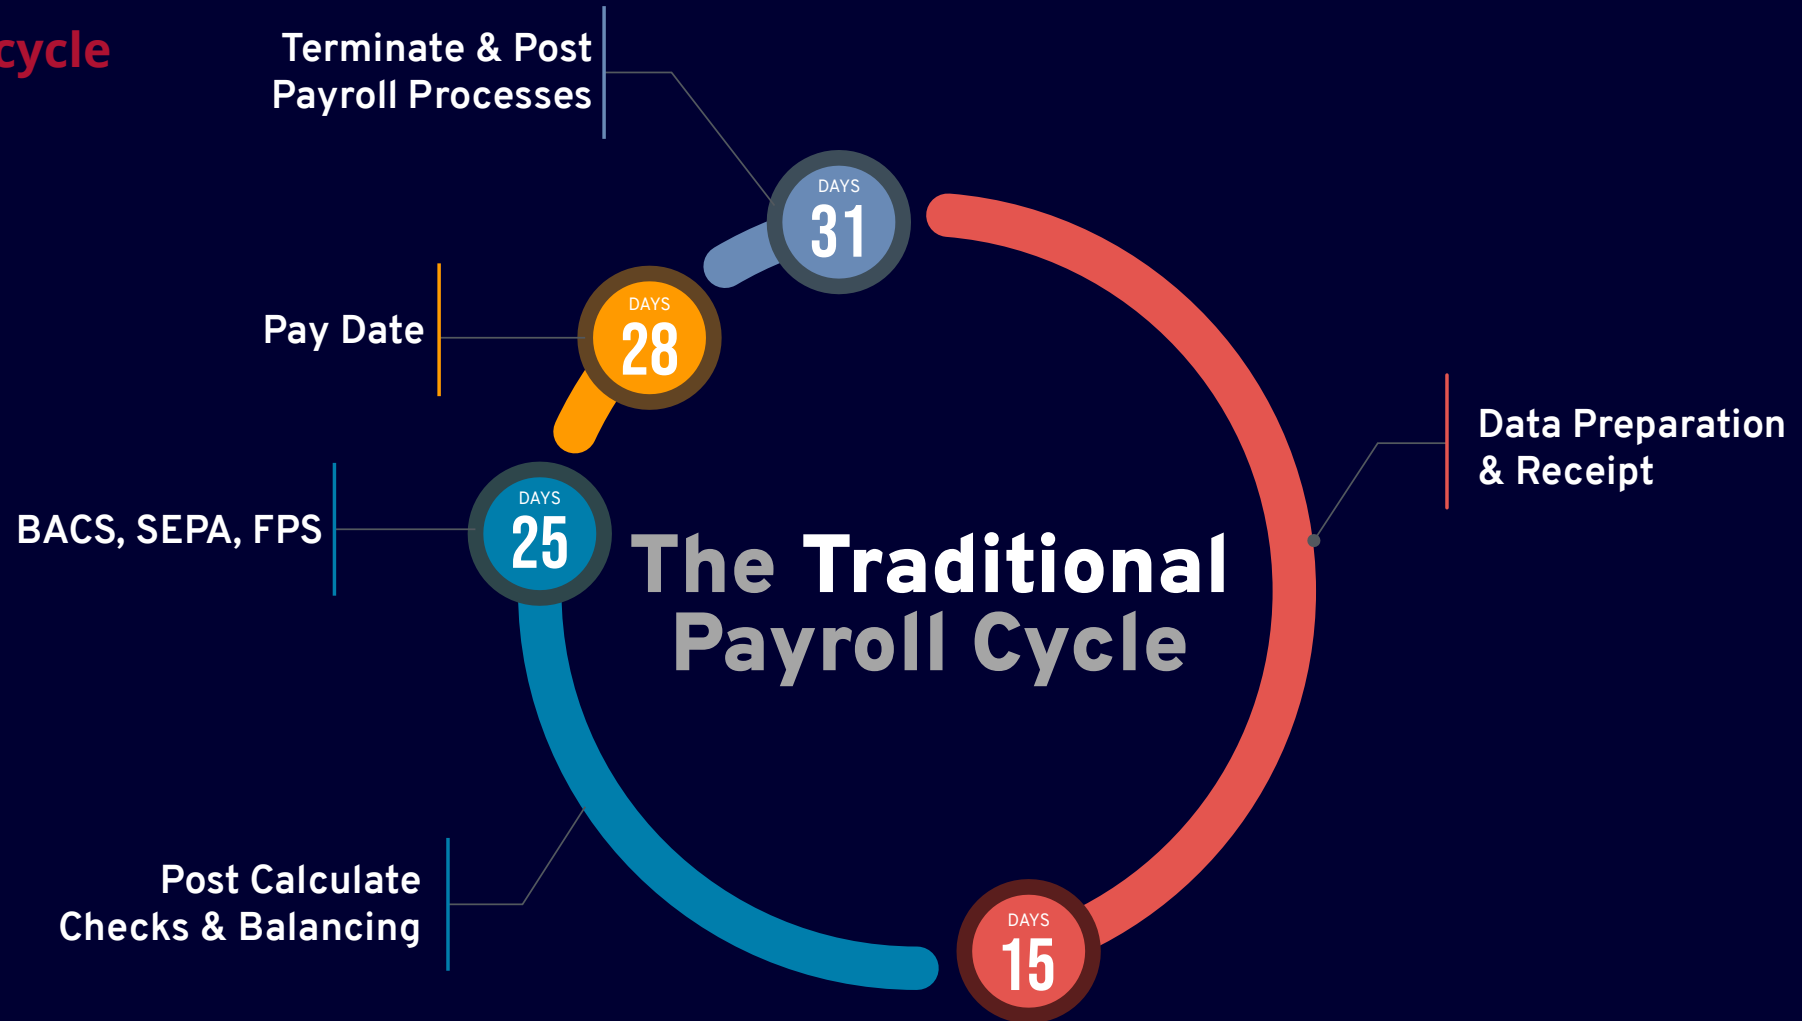 cycle
Terminate & Post
Payroll Processes
DAYS
31
DAYS
28
Pay Date
Data Preparation
& Receipt
DAYS
25
BACS, SEPA, FPS
The Traditional
Payroll Cycle
Post Calculate
Checks & Balancing
DAYS
15